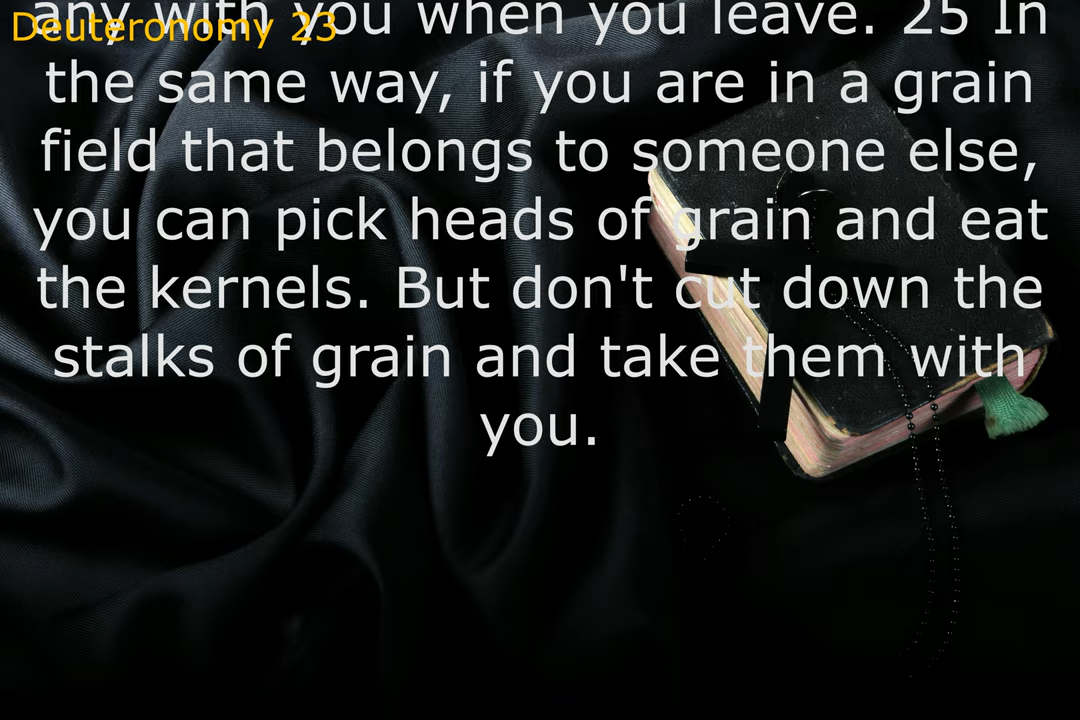 Deuteronomy 23
any with you when you leave. 25 In
the same way, if you are in a grain
field that belongs to someone else,
you can pick heads of grain and eat
the kernels. But don't cut down the
stalks of grain and take them with
you.